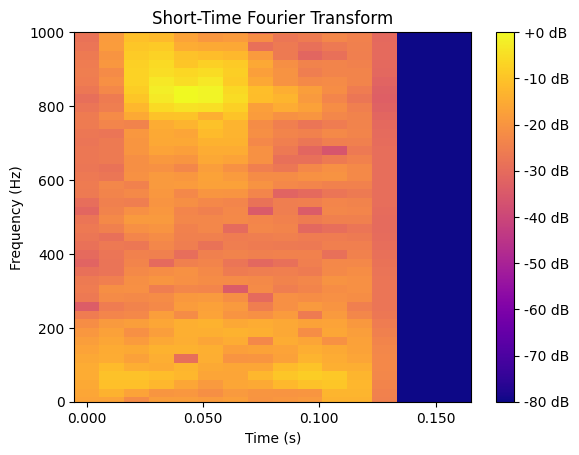 Short-Time Fourier Transform
Frequency (Hz)
1000
800
600
400
200
0
0.000
0.050
0.100
0.150
Time (s)
+0 dB
-10 dB
-20 dB
-30 dB
-40 dB
-50 dB
-60 dB
-70 dB
-80 dB